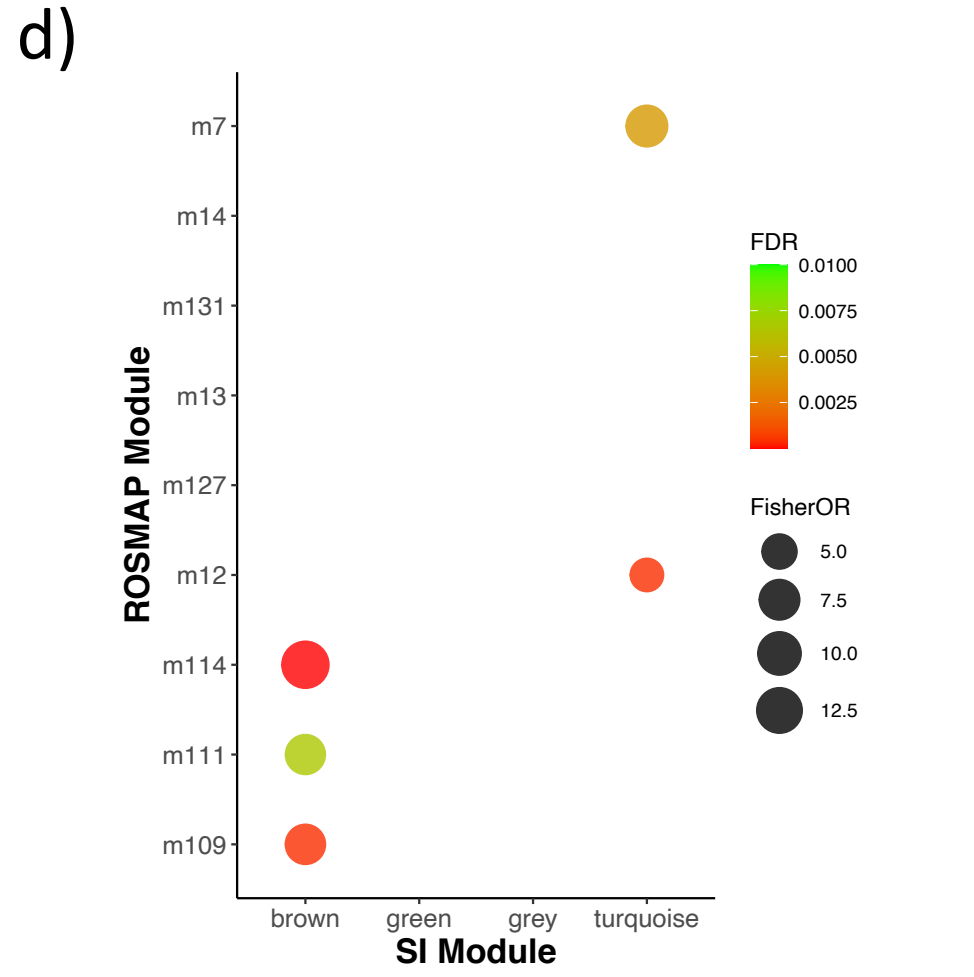 d)
ROSMAP Module
m7
m14
m131
m13
m127
m12
m114
m111
m109
brown green grey turquoise
SI Module
FDR
0.0100
0.0075
0.0050
0.0025
FisherOR
5.0
7.5
10.0
12.5